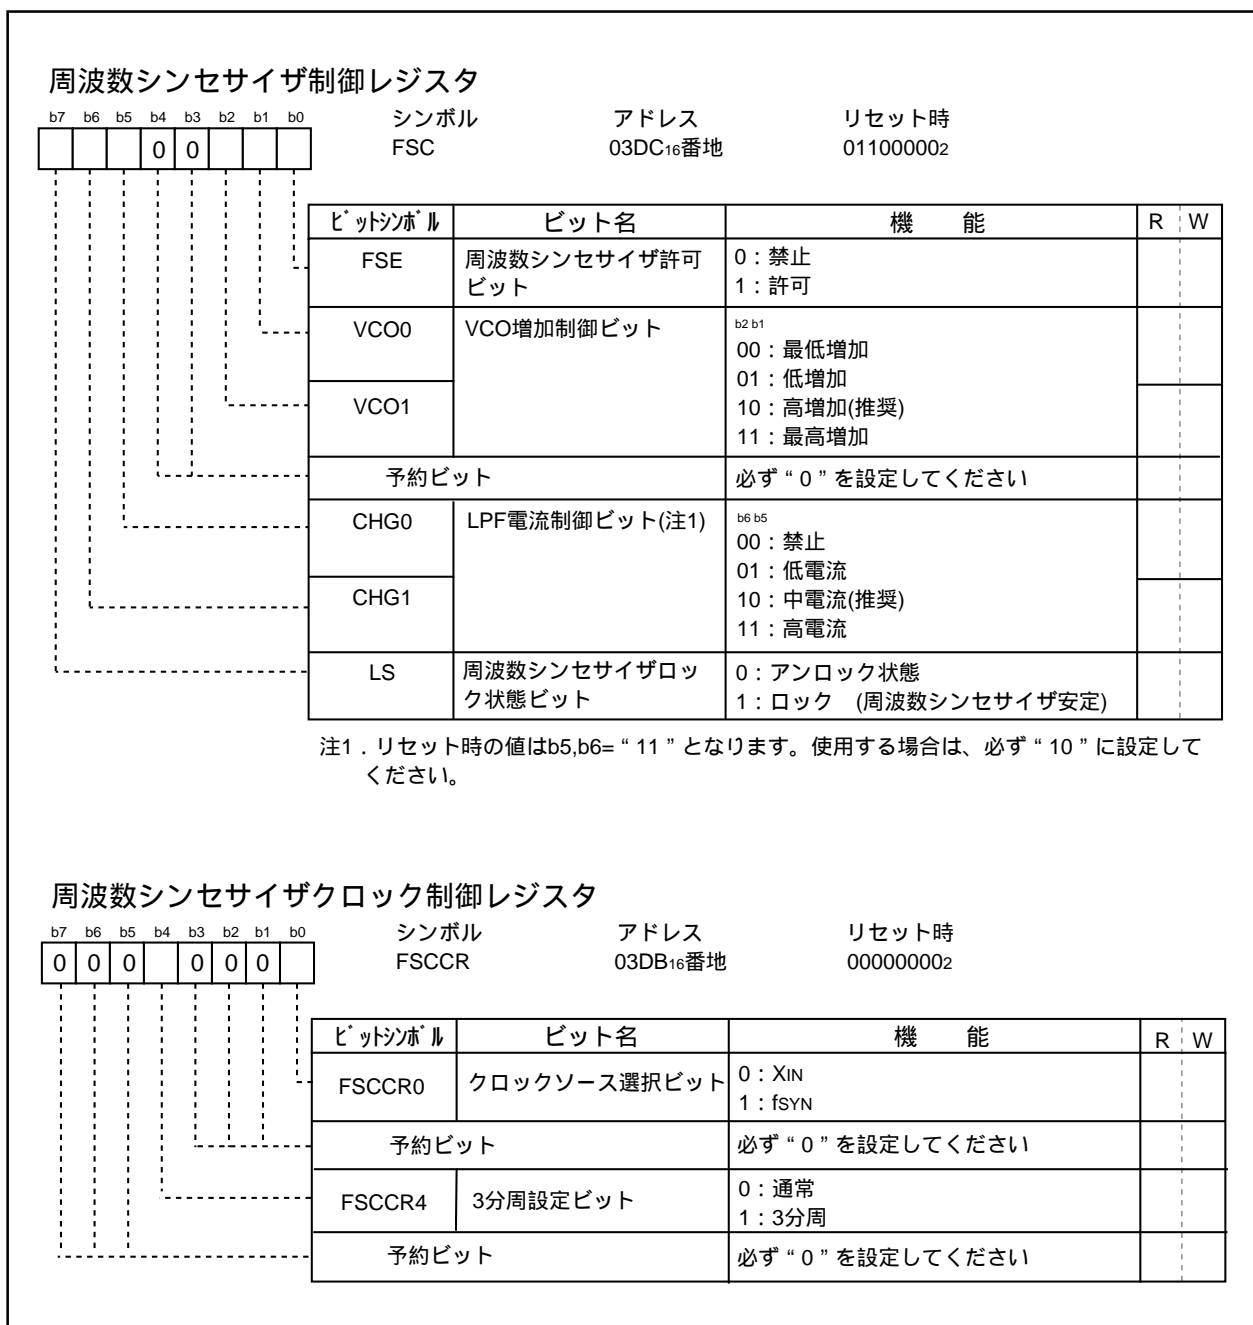 周波数シンセサイザ制御レジスタ
b7 b6 b5 b4 b3 b2 b1 b0
0 0
シンボル アドレス リセット時
FSC 03DC16番地 011000002
ビットシンボル ビット名 機 能 R W
FSE 周波数シンセサイザ許可
ビット
0:禁止
1:許可
VCO0 VCO増加制御ビット
b2 b1
00:最低増加
01:低増加
VCO1
10:高増加(推奨)
11:最高増加
予約ビット 必ず“0”を設定してください
CHG0 LPF電流制御ビット(注1)
b6 b5
00:禁止
01:低電流
CHG1
10:中電流(推奨)
11:高電流
LS 周波数シンセサイザロッ
ク状態ビット
0:アンロック状態
1:ロック (周波数シンセサイザ安定)
注1.リセット時の値はb5,b6=“11”となります。使用する場合は、必ず“10”に設定して
ください。
周波数シンセサイザクロック制御レジスタ
b7 b6 b5 b4 b3 b2 b1 b0
0 0 0 0 0 0
シンボル アドレス リセット時
FSCCR 03DB16番地 000000002
ビットシンボル ビット名 機 能 R W
FSCCR0 クロックソース選択ビット
0:XIN
1:fSYN
予約ビット 必ず“0”を設定してください
FSCCR4 3分周設定ビット
0:通常
1:3分周
予約ビット 必ず“0”を設定してください